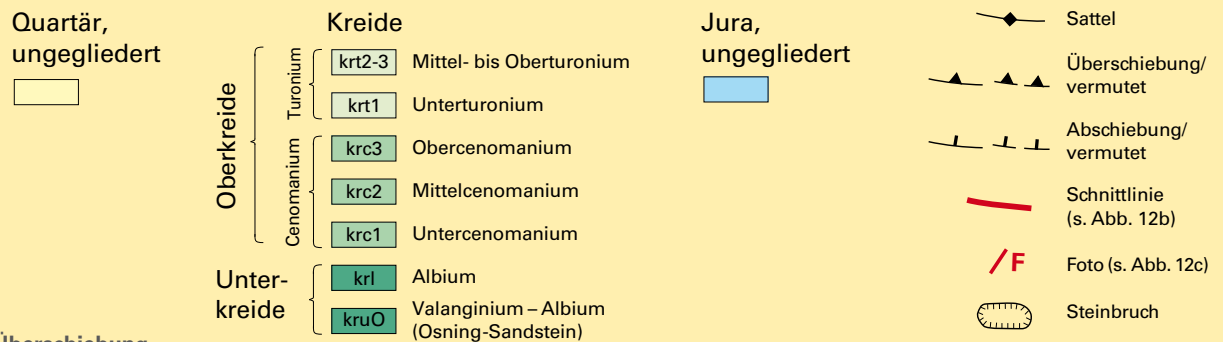 Quartär,
ungegliedert
Kreide
Oberkreide
Turonium
krt2-3 Mittel- bis Oberturonium
krt1 Unterturonium
Cenomanium
krc3 Obercenomanium
krc2 Mittelcenomanium
krc1 Untercenomanium
Unter-
kreide
krl Albium
kruO Valanginium – Albium
(Osning-Sandstein)
Jura,
ungegliedert
Sattel
Überschiebung/
vermutet
Abschiebung/
vermutet
Schnittlinie
(s. Abb. 12b)
F Foto (s. Abb. 12c)
Steinbruch